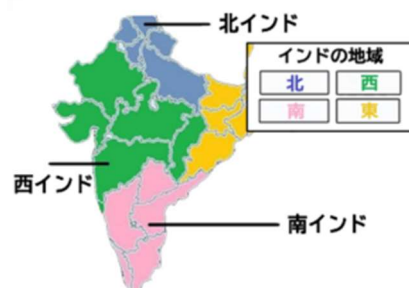 北インド
インドの地域
北 西
南 東
西インド
南インド